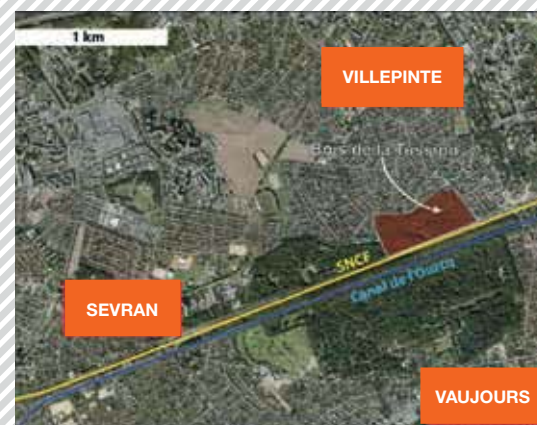 1 km
VILLEPINTE
Bois de la Tussion
SNCF
Canal de l'Ourcq
SEVRAN
VAUJOURS